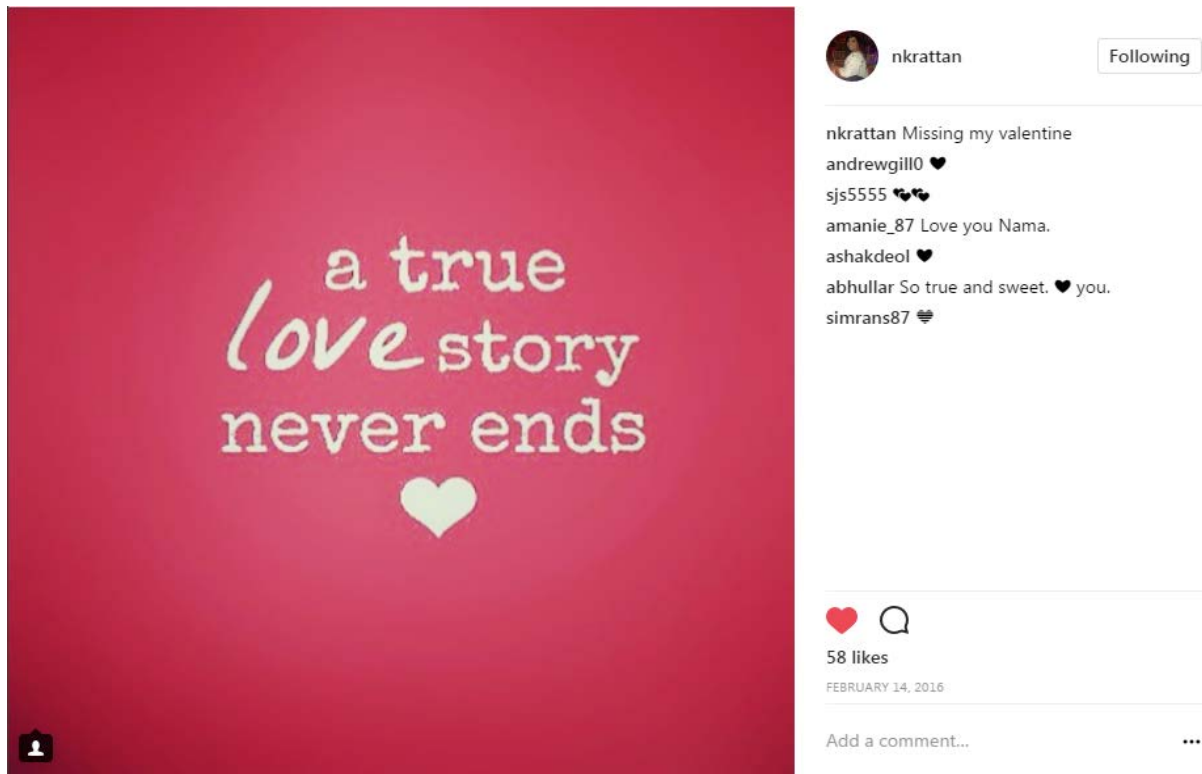 a true
love story
never ends
nkrattan
Following
nkrattan Missing my valentine
andrewgill0 🖤
sjs5555 💕💕
amanie_87 Love you Nama.
ashakdeol 🖤
abhullar So true and sweet. 🖤 you.
simrans87 💗
58 likes
FEBRUARY 14, 2016
Add a comment...